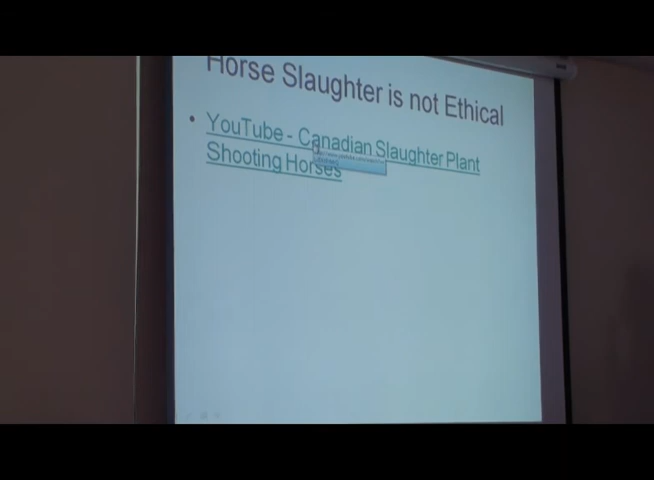 Horse Slaughter is not Ethical
• YouTube - Canadian Slaughter Plant
Shooting Horses